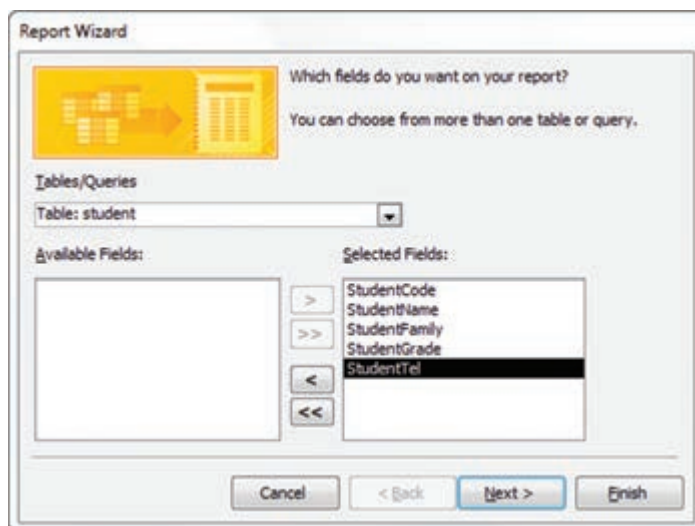 Report Wizard
Which fields do you want on your report?
You can choose from more than one table or query.
Tables/Queries
Table: student
Available Fields:
Selected Fields:
>
>>
<
<<
StudentCode
StudentName
StudentFamily
StudentGrade
StudentTel
Cancel
< Back
Next >
Finish